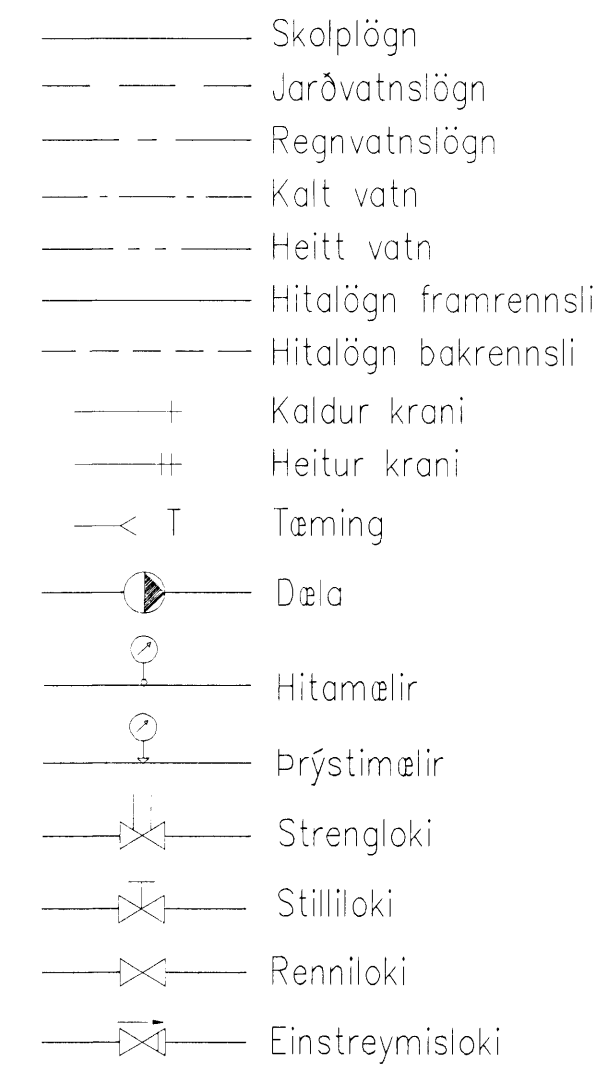 Skolplögn
Jarðvatnslögn
Regnvatnslögn
Kalt vatn
Heitt vatn
Hitalögn framrennsli
Hitalögn bakrennsli
Kaldur krani
Heitur krani
T Tæming
Dæla
Hitamælir
Þrýstimælir
Strengloki
Stilliloki
Renniloki
Einstreymisloki